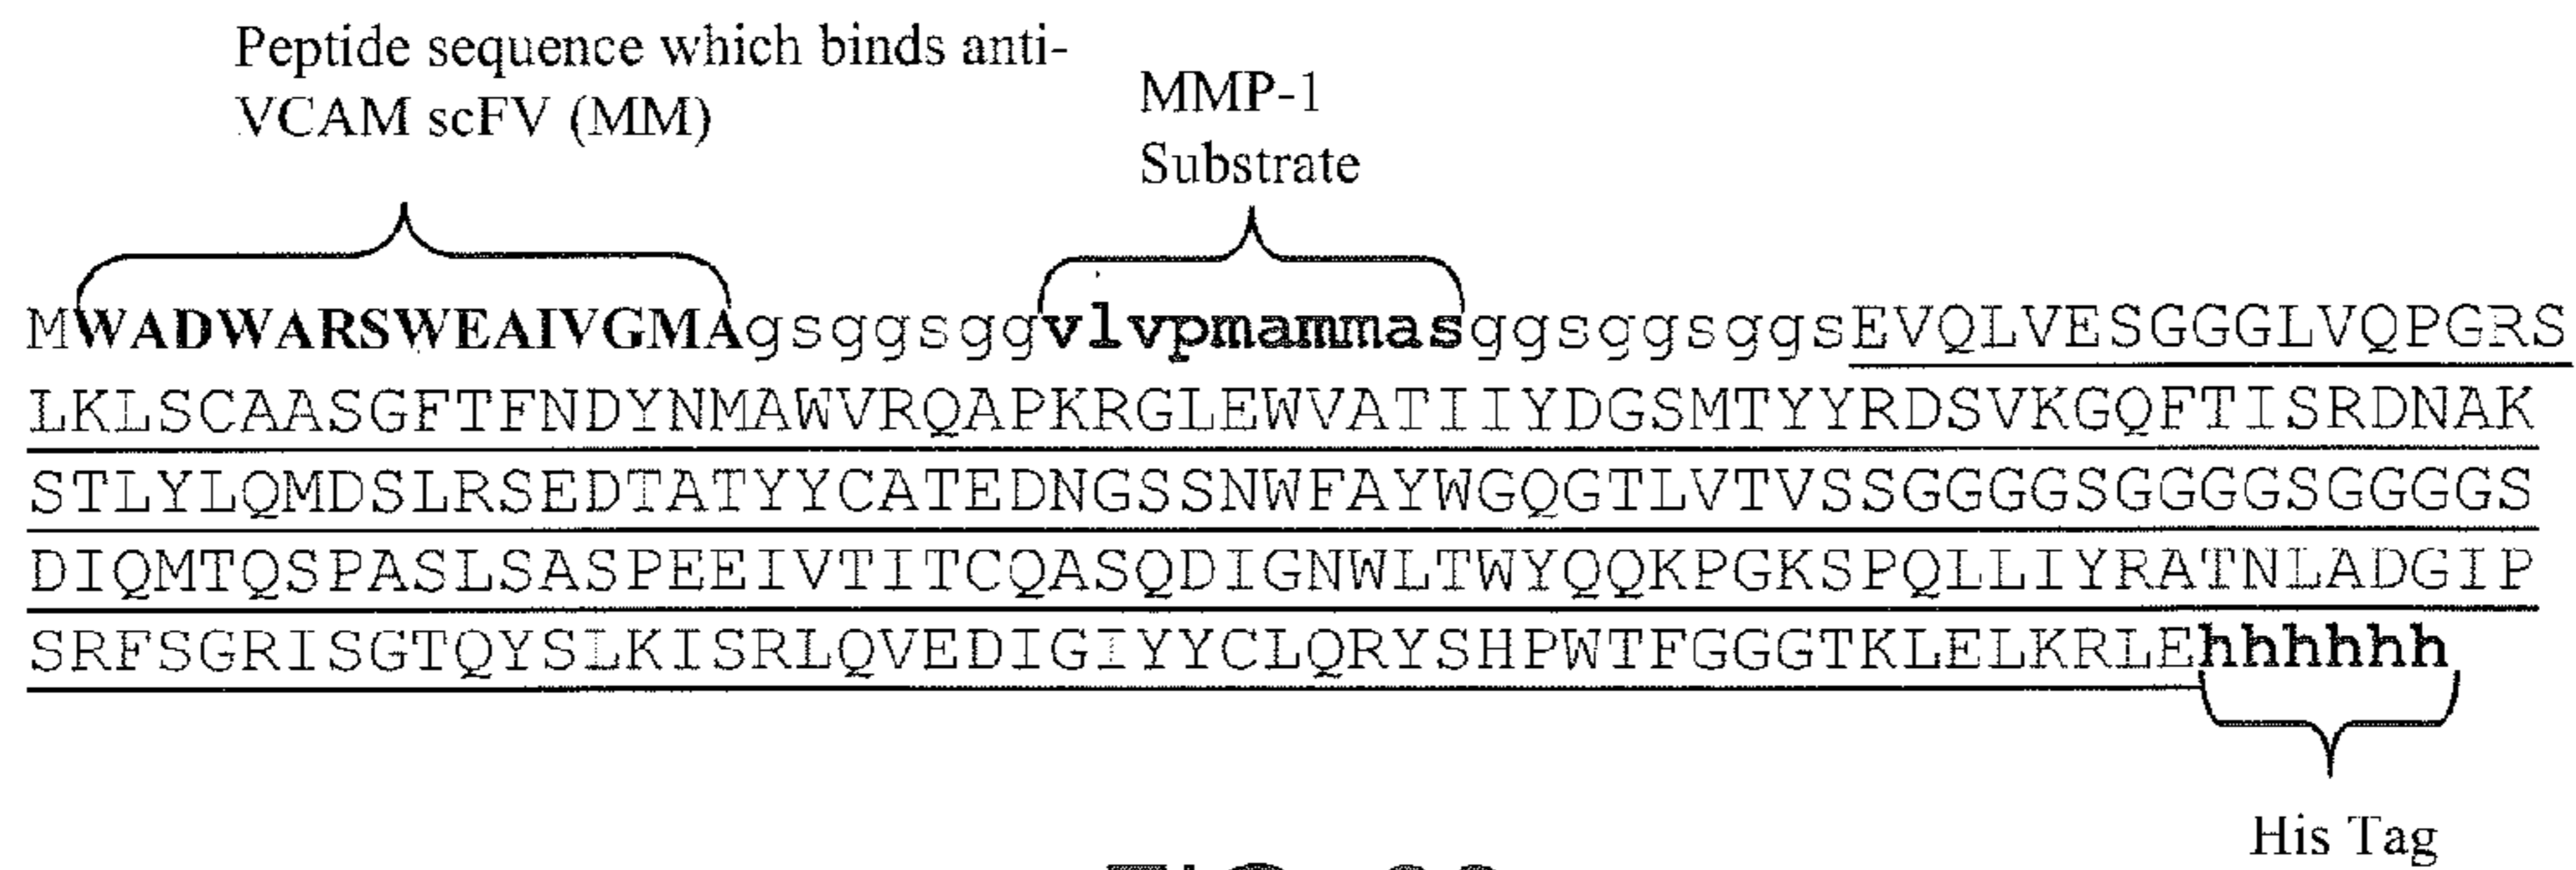 Peptide sequence which binds anti-
VCAM scFV (MM)
MMP-1
Substrate
MWADWARSWEAIVGMAgsggsggvlvpmammasggsggsggsEVQLVESGGGLVQPGRS
LKLSCAASGFTFNDYNMAWVRQAPKRGLEWVATIIYDGSMTYYRDSVKGQFTISRDNAK
STLYLQMDSLRSEDTATYYCATEDNGSSNWFAYWGQGTLVTVSSGGGGSGGGGSGGGGS
DIQMTQSPASLSASPEEIVTITCQASQDIGNWLTWYQQKPGKSPQLLIYRATNLADGIP
SRFSGRISGTQYSLKISRLQVEDIGIYYCLQRYSHPWTFGGGTKLELKRLEhhhhhh
His Tag